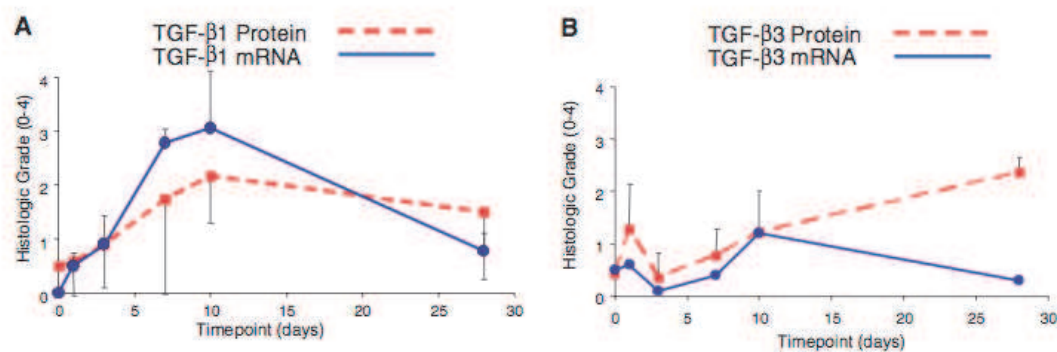 A
TGF-β1 Protein
TGF-β1 mRNA
Histologic Grade (0-4)
4
3
2
1
0
0 5 10 15 20 25 30
Timepoint (days)
B
TGF-β3 Protein
TGF-β3 mRNA
Histologic Grade (0-4)
4
3
2
1
0
0 5 10 15 20 25 30
Timepoint (days)